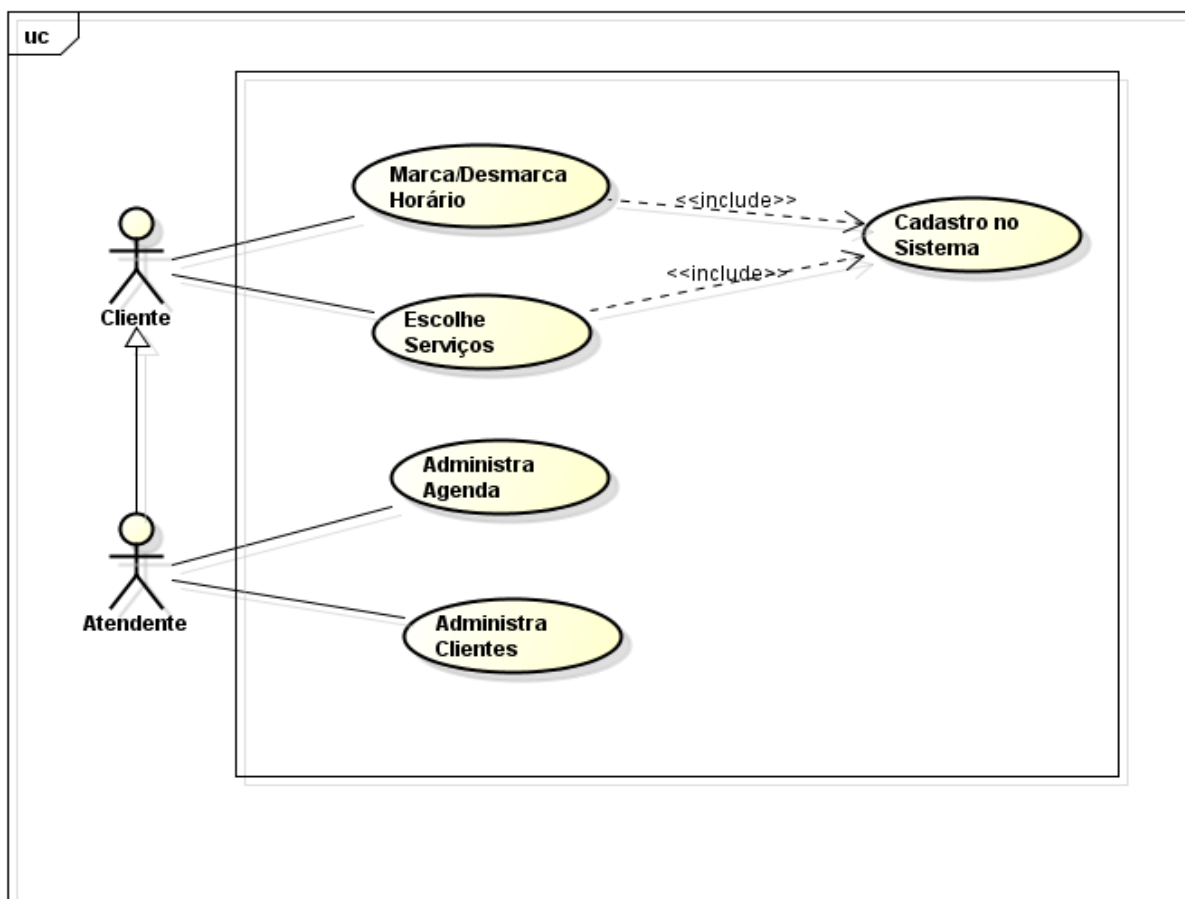 uc
Marca/Desmarca
Horário
<<include>>
Cadastro no
Sistema
<<include>>
Cliente
Escolhe
Serviços
Administra
Agenda
Atendente
Administra
Clientes